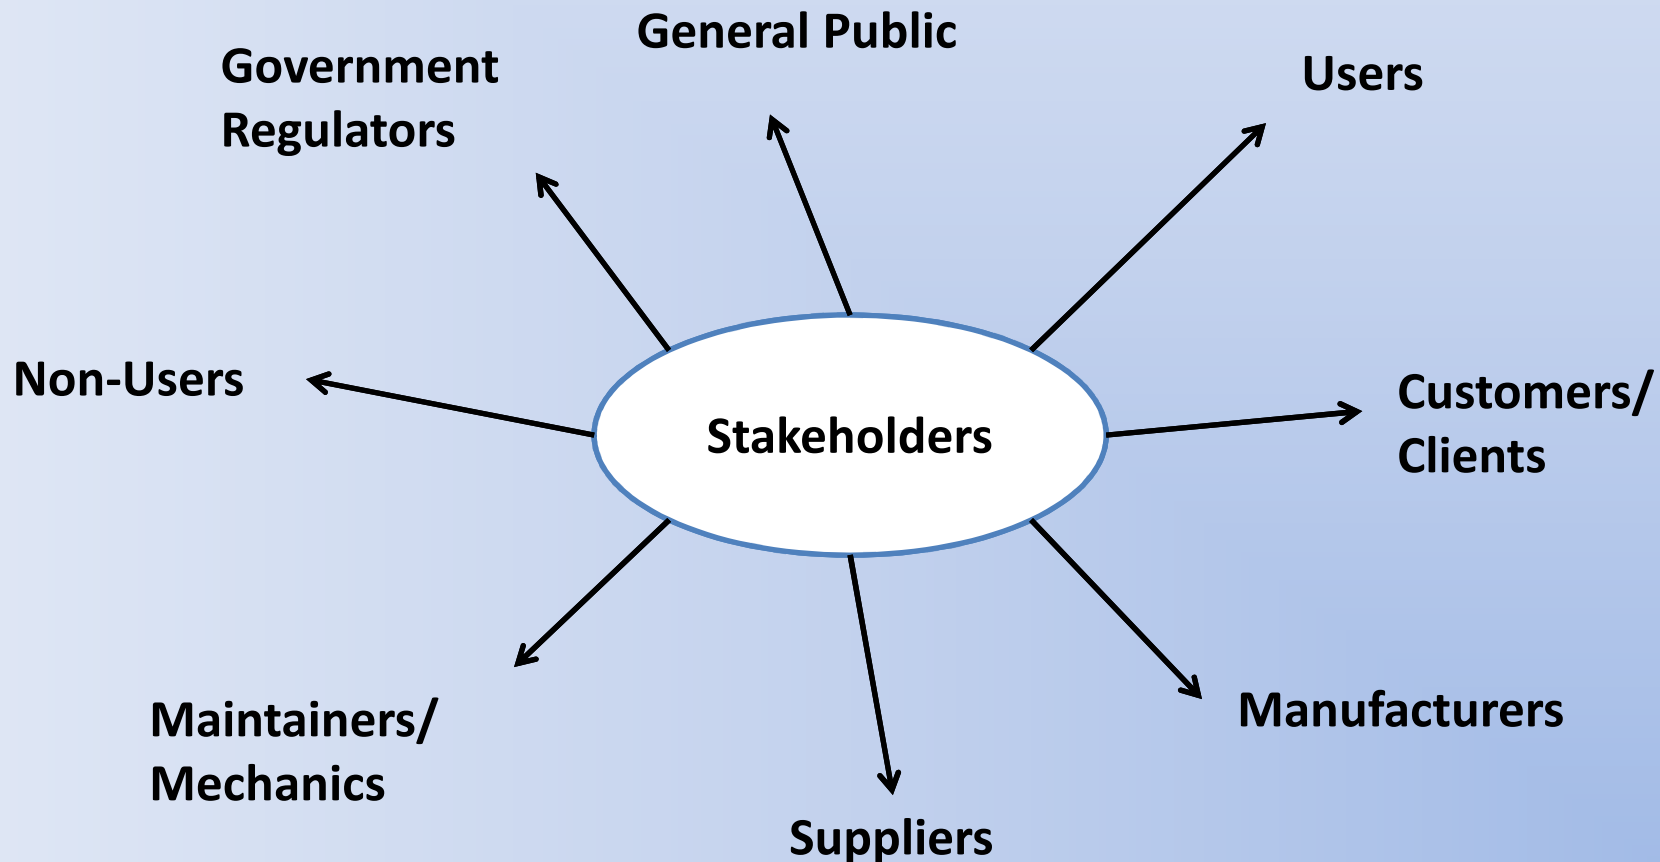 General Public
Government
Regulators
Users
Non-Users
Stakeholders
Customers/
Clients
Maintainers/
Mechanics
Manufacturers
Suppliers